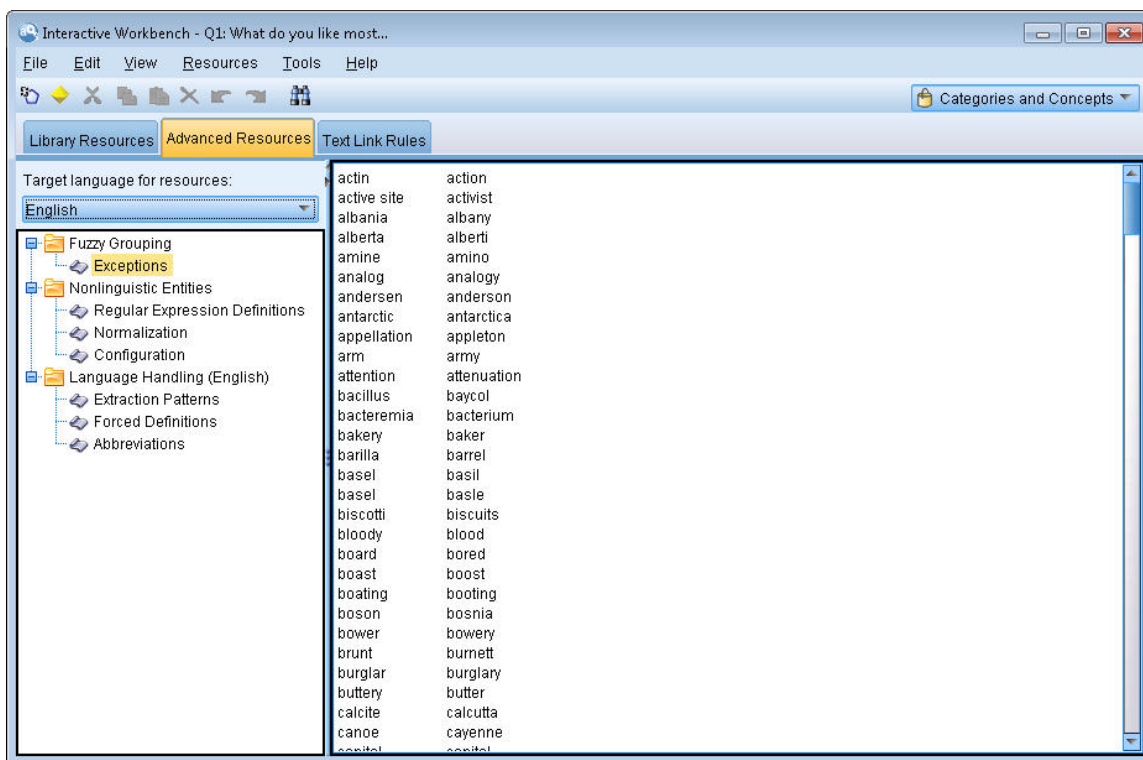 Interactive Workbench - Q1: What do you like most...
File Edit View Resources Tools Help
Categories and Concepts
Library Resources Advanced Resources Text Link Rules
Target language for resources:
English
Fuzzy Grouping
Exceptions
Nonlinguistic Entities
Regular Expression Definitions
Normalization
Configuration
Language Handling (English)
Extraction Patterns
Forced Definitions
Abbreviations
actin action
active site activist
albania albany
alberta alberti
amine amino
analog analogy
andersen anderson
antarctic antarctica
appellation appleton
arm army
attention attenuation
bacillus baycol
bacteremia bacterium
bakery baker
barilla barrel
basel basil
basel basle
biscotti biscuits
bloody blood
board bored
boast boost
boating booting
boson bosnia
bower bowery
brunt burnett
burglar burglary
buttery butter
calcite calcutta
canoe cayenne